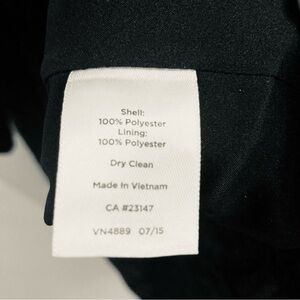 Shell:
100% Polyester
Lining:
100% Polyester
Dry Clean
Made in Vietnam
CA #23147
VN4889 07/15